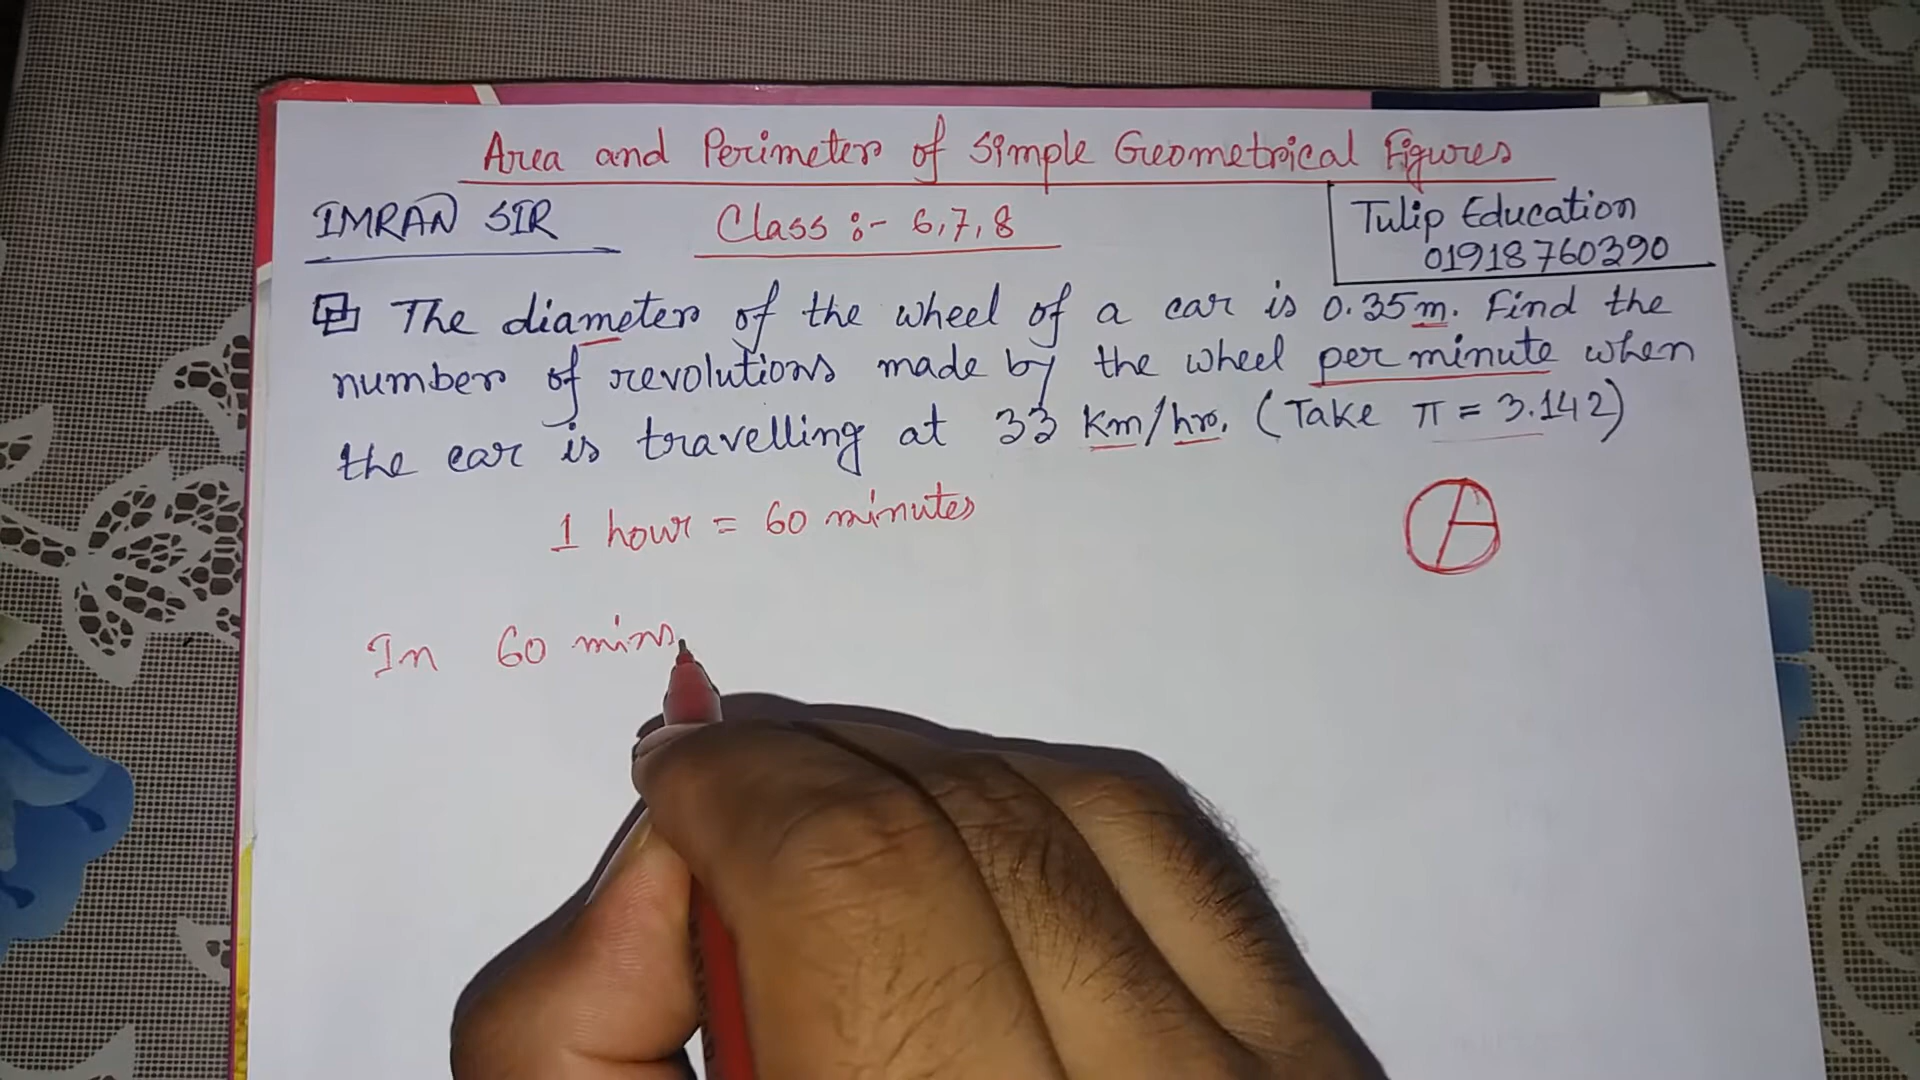 Area and Perimeter of Simple Geometrical Figures
IMRAN SIR
Class :- 6,7,8
Tulip Education
01918760390
The diameter of the wheel of a car is 0.35m. Find the
number of revolutions made by the wheel per minute when
the car is travelling at 33 km/hr. (Take π = 3.142)
1 hour = 60 minutes
In 60 mins